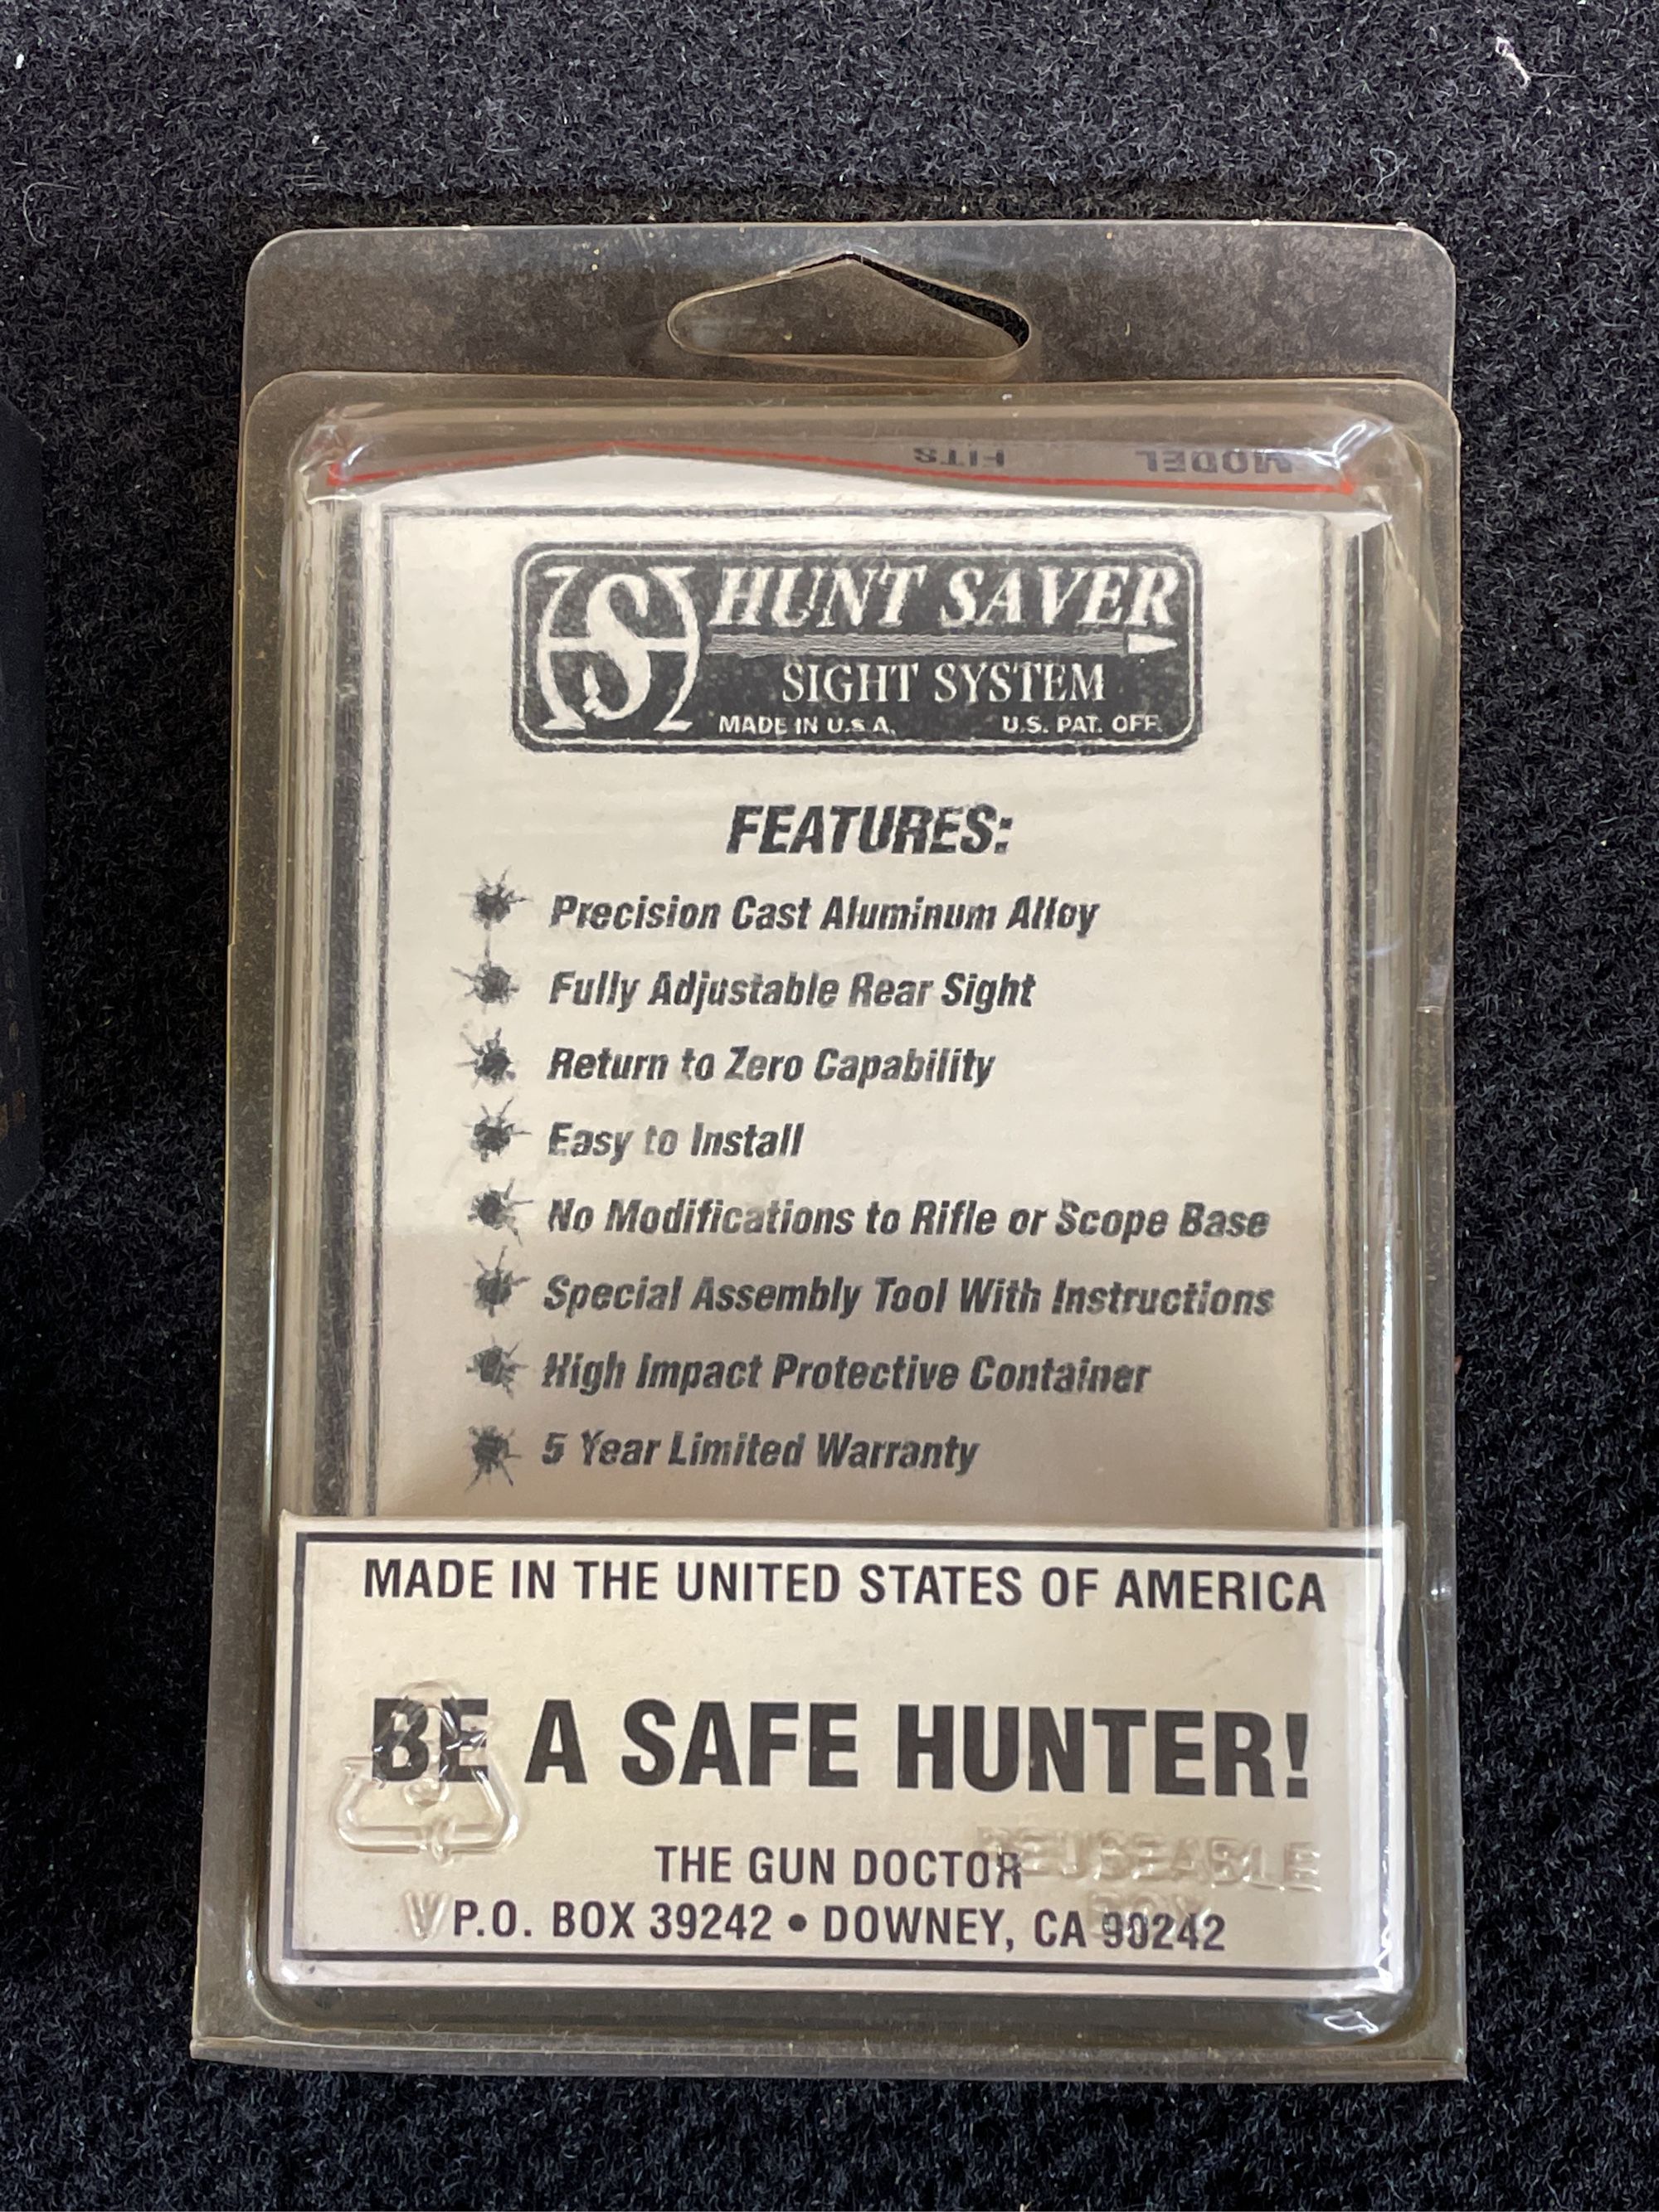 MODEL FITS
HS HUNT SAVER
SIGHT SYSTEM
MADE IN U.S.A. U.S. PAT. OFF.
FEATURES:
Precision Cast Aluminum Alloy
Fully Adjustable Rear Sight
Return to Zero Capability
Easy to Install
No Modifications to Rifle or Scope Base
Special Assembly Tool With Instructions
High Impact Protective Container
5 Year Limited Warranty
MADE IN THE UNITED STATES OF AMERICA
BE A SAFE HUNTER!
THE GUN DOCTOR
REUSEABLE
BOX
V
P.O. BOX 39242 • DOWNEY, CA 90242